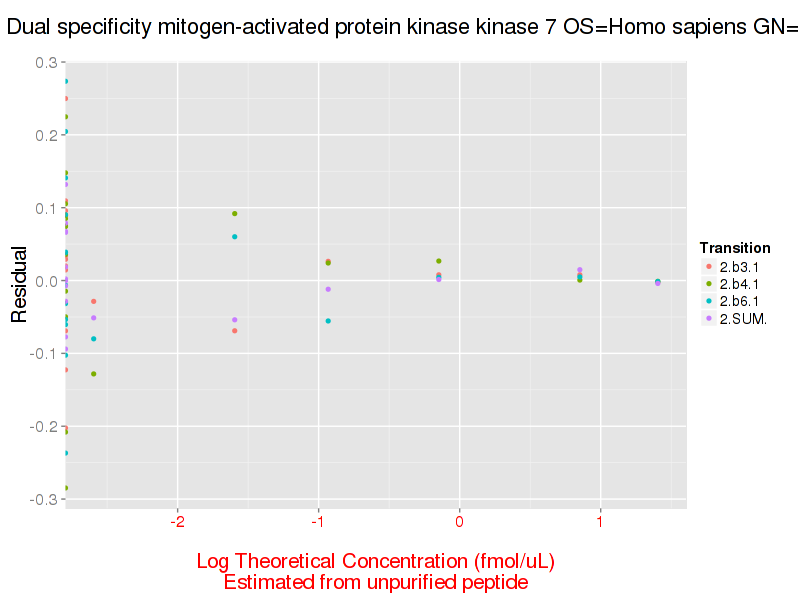 Dual specificity mitogen-activated protein kinase kinase 7 OS=Homo sapiens GN=
0.3
0.2
0.1
0.0
-0.1
-0.2
-0.3
Residual
-2
-1
0
1
Log Theoretical Concentration (fmol/uL)
Estimated from unpurified peptide
Transition
2.b3.1
2.b4.1
2.b6.1
2.SUM.